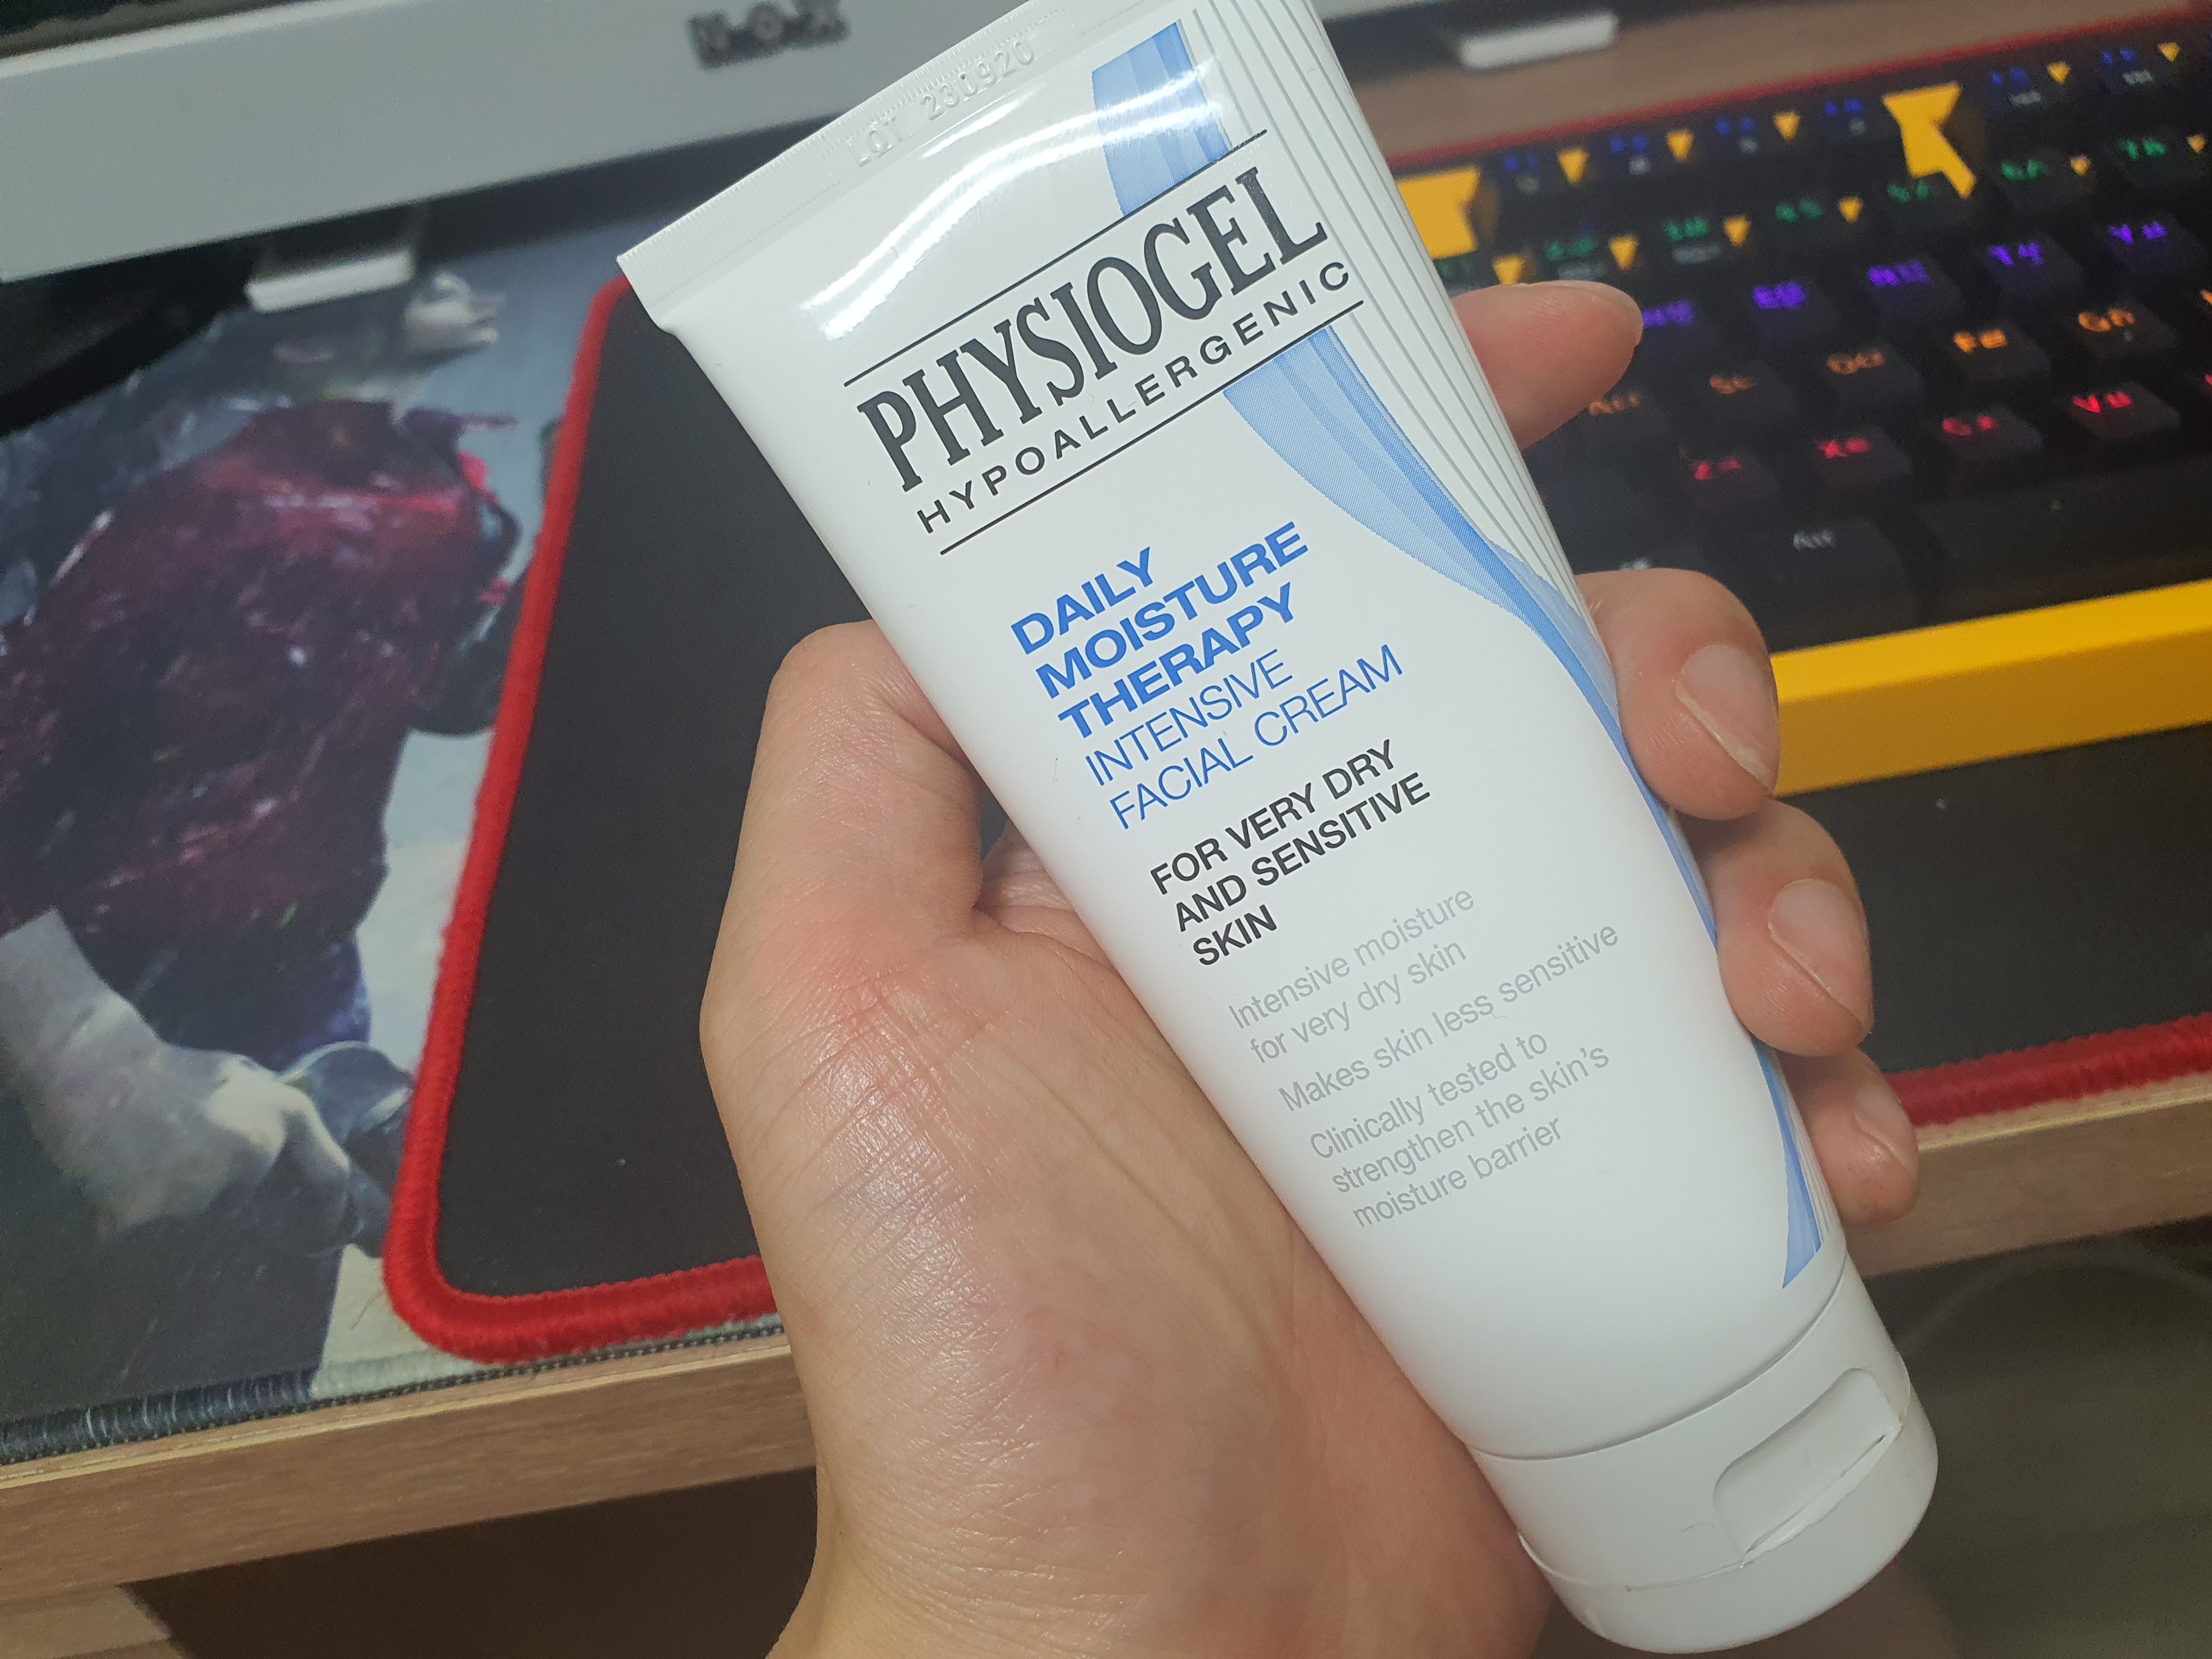 LOT 230920
PHYSIOGEL
HYPOALLERGENIC
DAILY
MOISTURE
THERAPY
INTENSIVE
FACIAL CREAM
FOR VERY DRY
AND SENSITIVE
SKIN
Intensive moisture
for very dry skin
Makes skin less sensitive
Clinically tested to
strengthen the skin's
moisture barrier